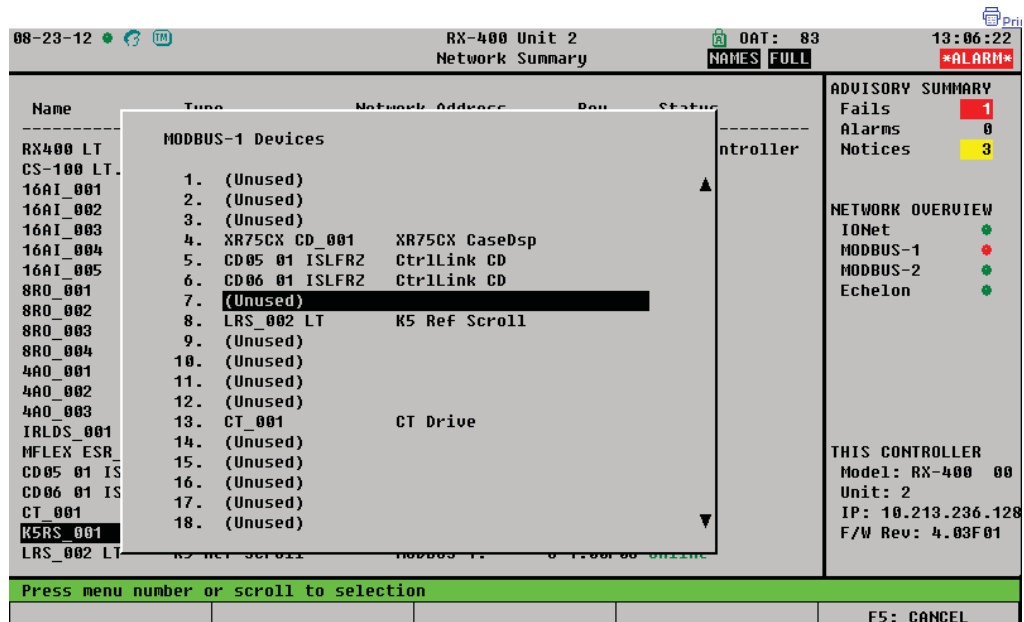 08-23-12 TM RX-400 Unit 2 OAT: 83 13:06:22
Network Summary NAMES FULL *ALARM*
Name
RX400 LT ntroller
CS-100 LT.
16AI_001
16AI_002
16AI_003
16AI_004
16AI_005
8RO_001
8RO_002
8RO_003
8RO_004
4AO_001
4AO_002
4AO_003
IRLDS_001
MFLEX ESR_
CD05 01 IS
CD06 01 IS
CT_001
K5RS_001
LRS_002 LT
MODBUS-1 Devices
1. (Unused)
2. (Unused)
3. (Unused)
4. XR75CX CD_001 XR75CX CaseDsp
5. CD05 01 ISLFRZ CtrlLink CD
6. CD06 01 ISLFRZ CtrlLink CD
7. (Unused)
8. LRS_002 LT K5 Ref Scroll
9. (Unused)
10. (Unused)
11. (Unused)
12. (Unused)
13. CT_001 CT Drive
14. (Unused)
15. (Unused)
16. (Unused)
17. (Unused)
18. (Unused)
ADVISORY SUMMARY
Fails 1
Alarms 0
Notices 3
NETWORK OVERVIEW
IONet
MODBUS-1
MODBUS-2
Echelon
THIS CONTROLLER
Model: RX-400 00
Unit: 2
IP: 10.213.236.128
F/W Rev: 4.03F01
Press menu number or scroll to selection
F5: CANCEL